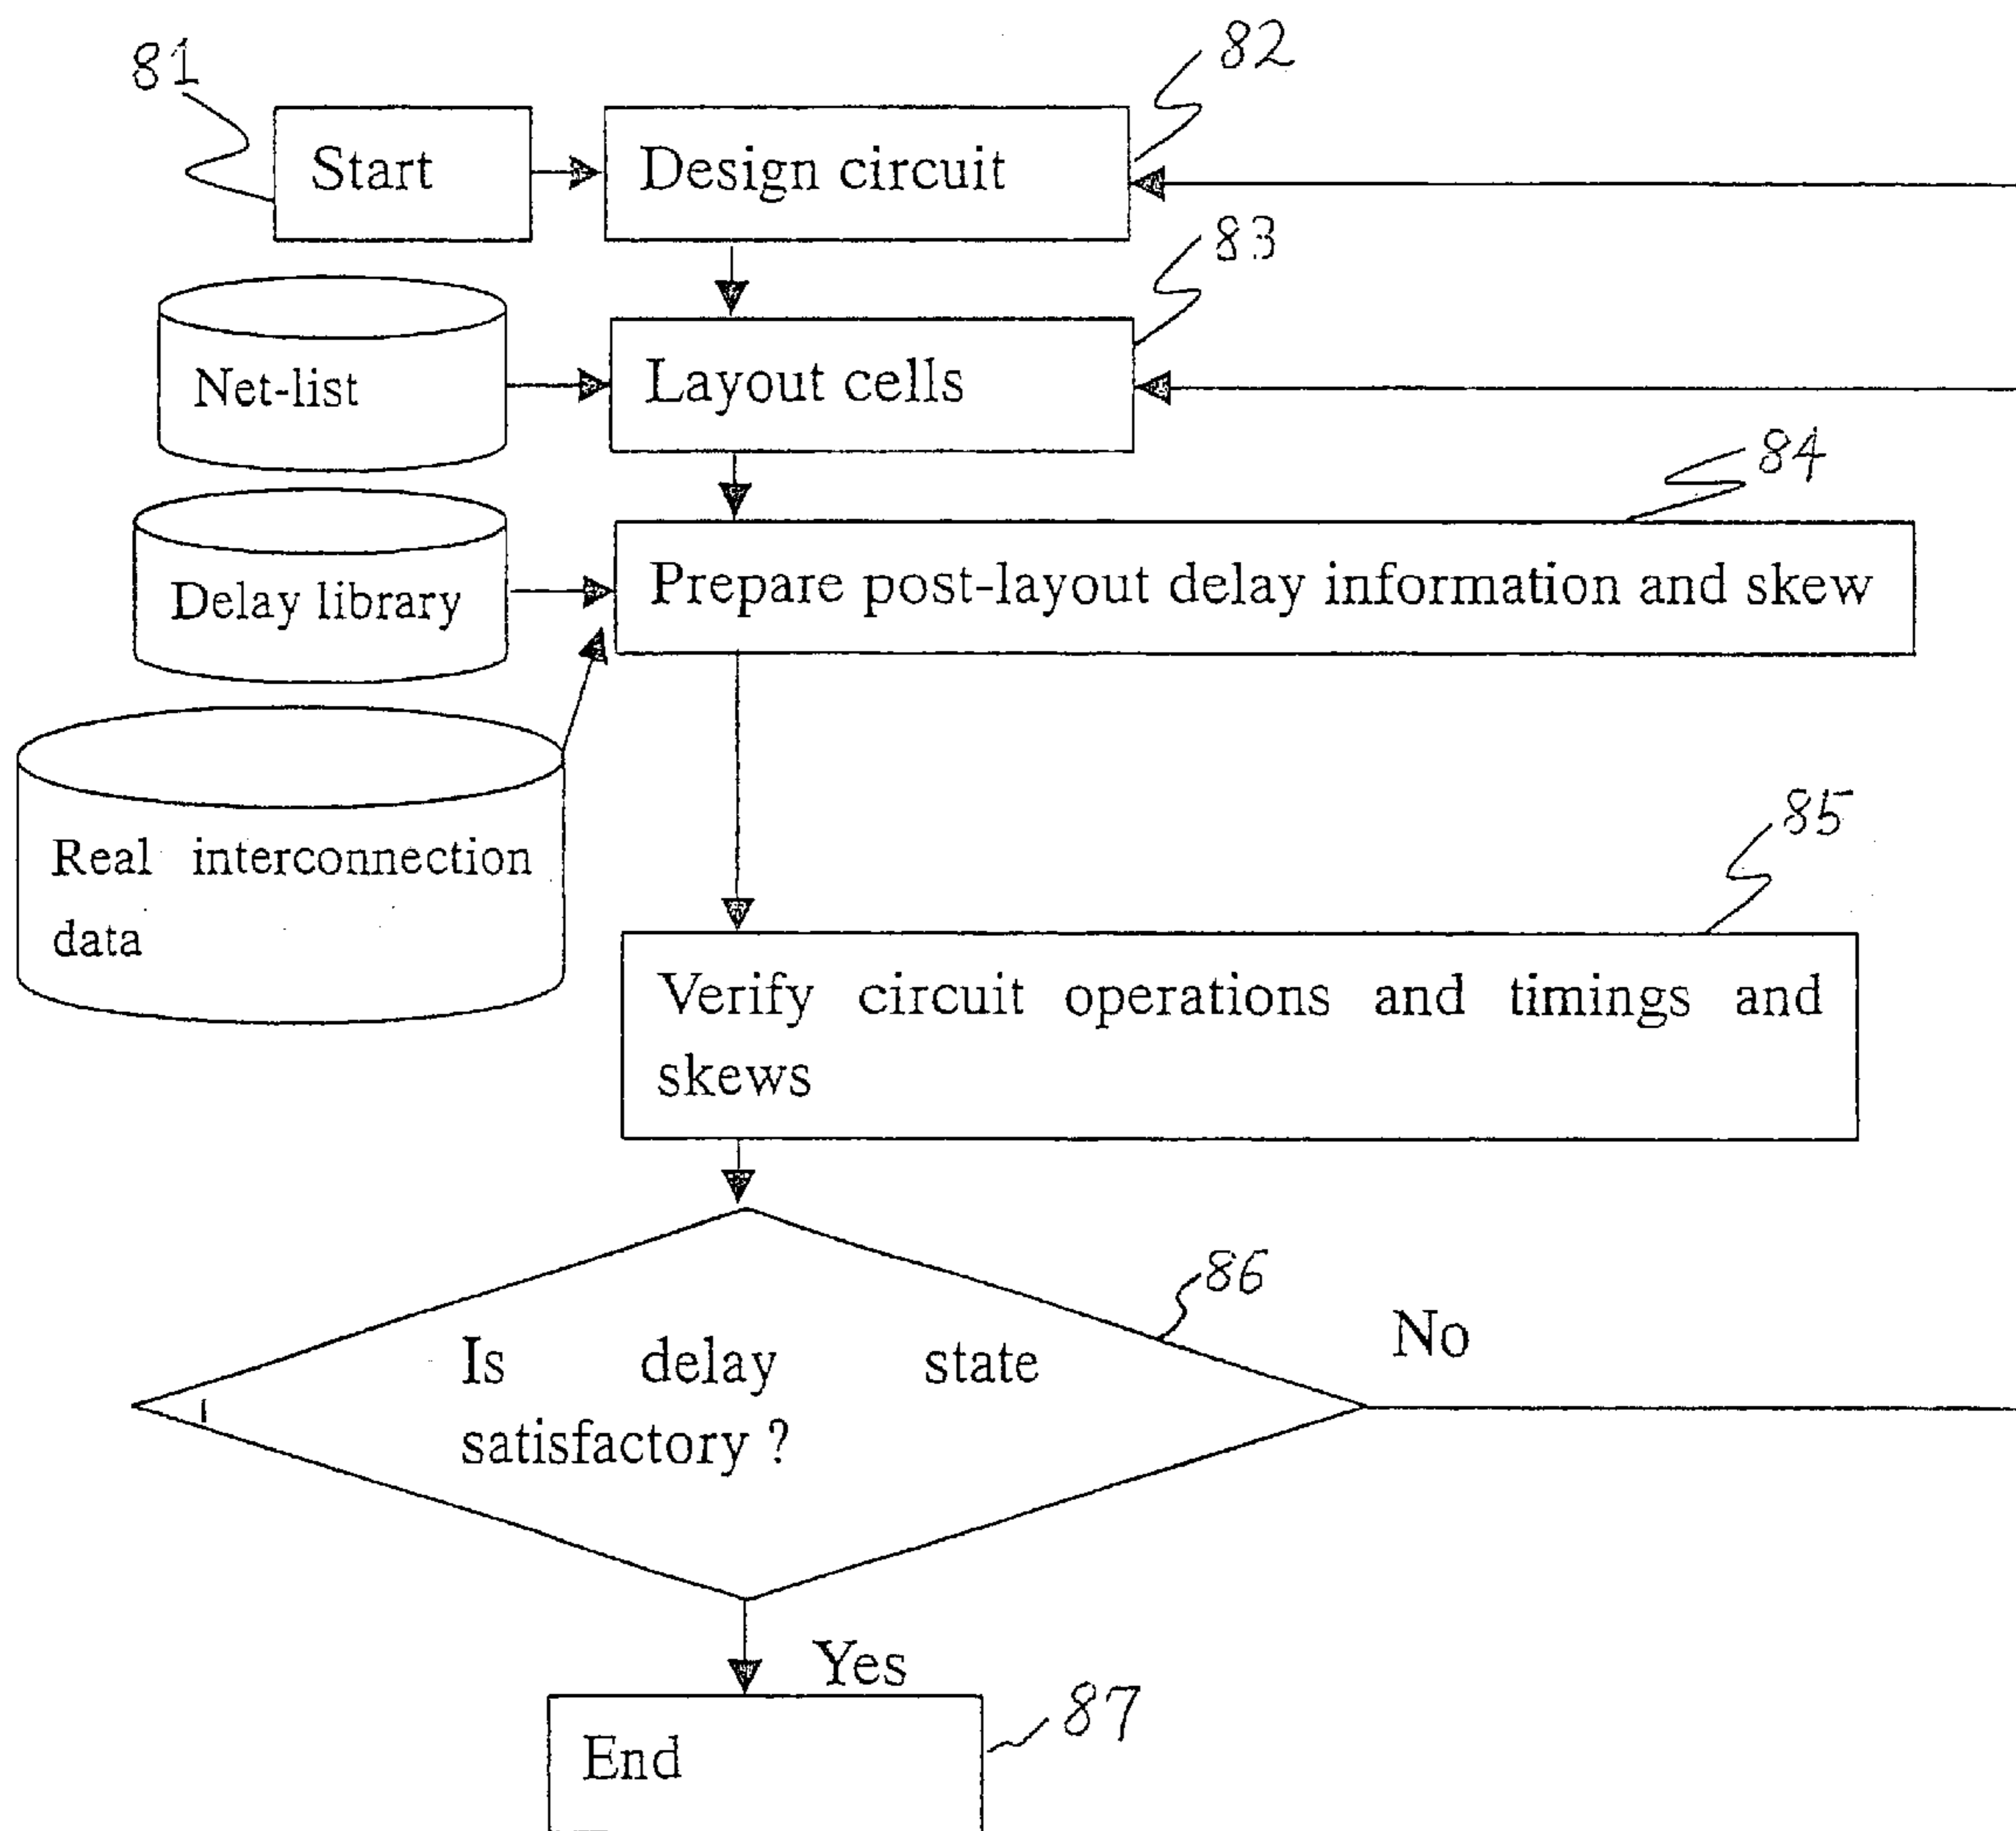 81
82
Start
Design circuit
83
Net-list
Layout cells
84
Delay library
Prepare post-layout delay information and skew
Real interconnection
data
85
Verify circuit operations and timings and
skews
86
Is delay state
satisfactory ?
No
Yes
87
End